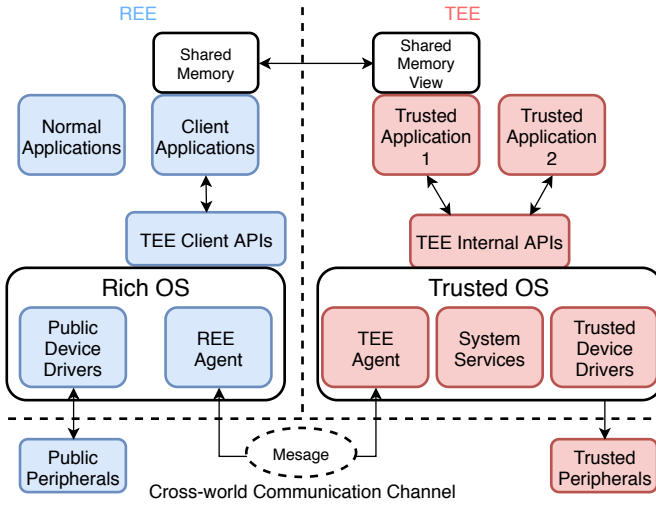 REE
TEE
Shared
Memory
Shared
Memory
View
Normal
Applications
Client
Applications
Trusted
Application
1
Trusted
Application
2
TEE Client APIs
TEE Internal APIs
Rich OS
Trusted OS
Public
Device
Drivers
REE
Agent
TEE
Agent
System
Services
Trusted
Device
Drivers
Public
Peripherals
Message
Trusted
Peripherals
Cross-world Communication Channel